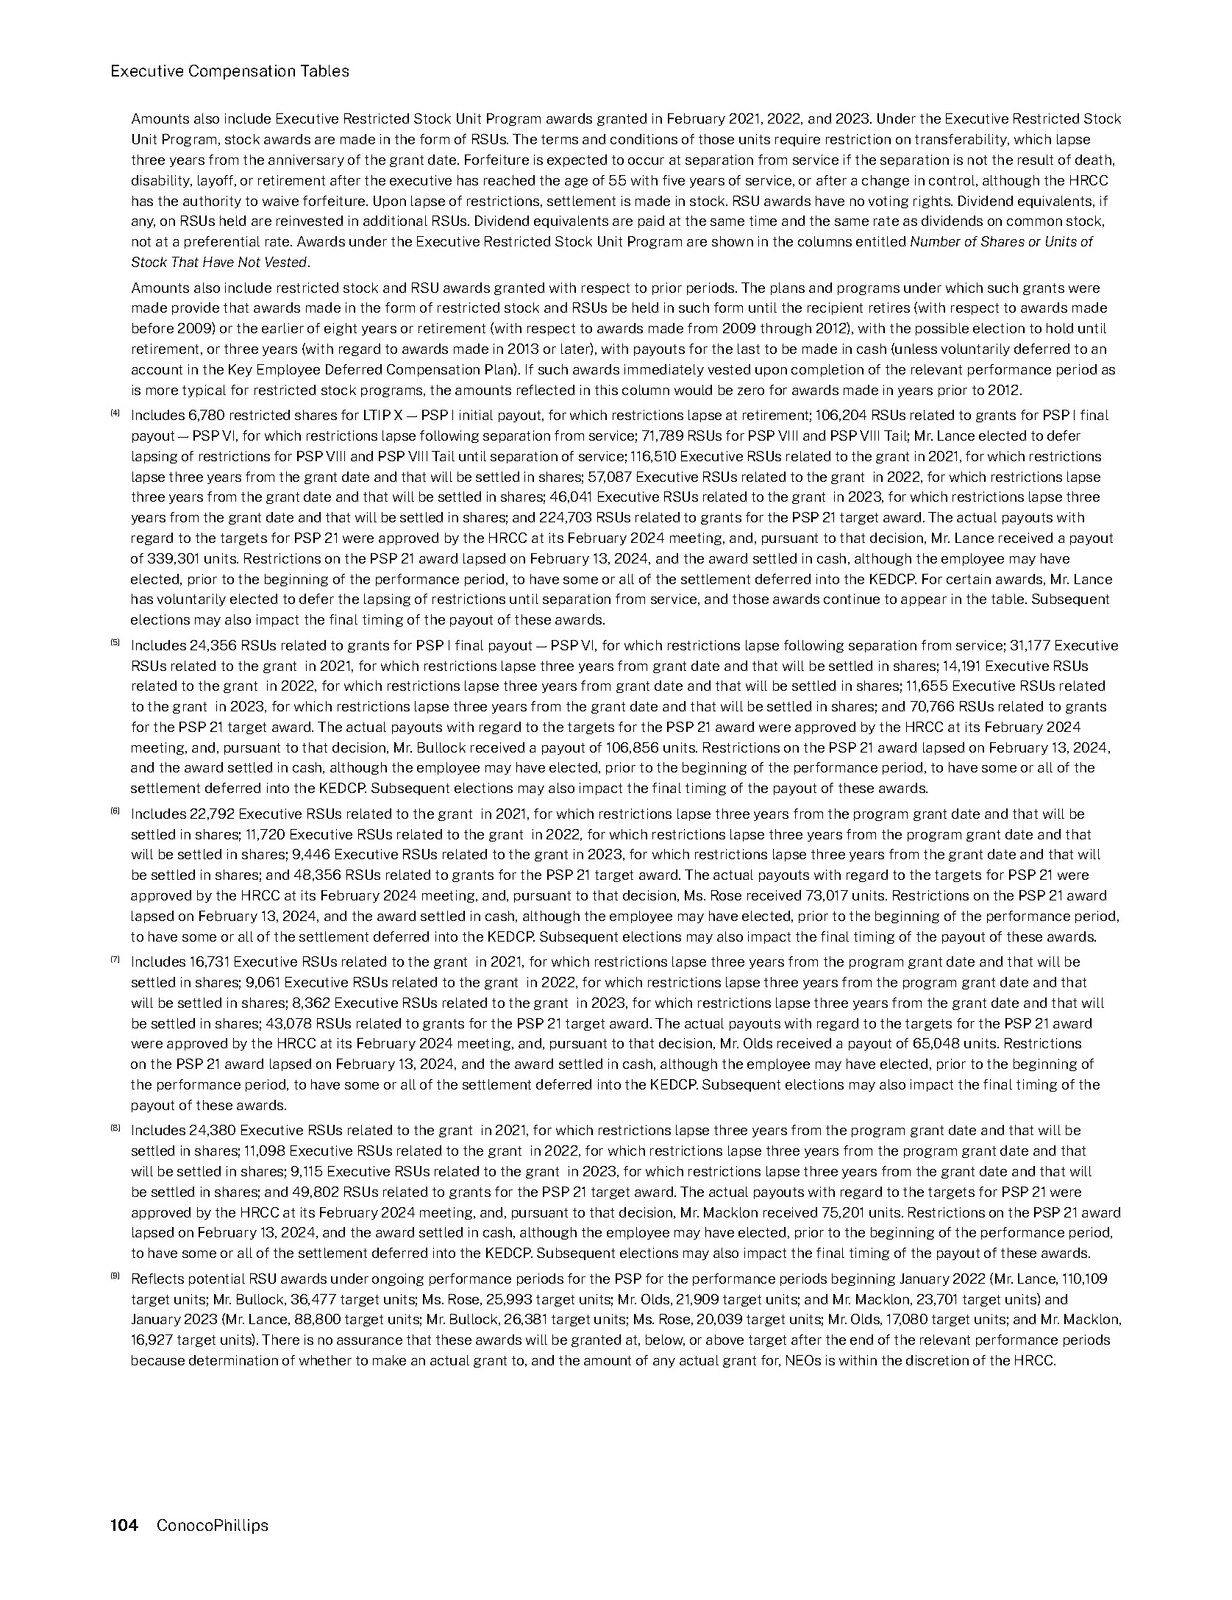 Executive Compensation Tables
Amounts also include Executive Restricted Stock Unit Program awards granted in February 2021, 2022, and 2023. Under the Executive Restricted Stock
Unit Program, stock awards are made in the form of RSUs. The terms and conditions of those units require restriction on transferability, which lapse
three years from the anniversary of the grant date. Forfeiture is expected to occur at separation from service if the separation is not the result of death,
disability, layoff, or retirement after the executive has reached the age of 55 with five years of service, or after a change in control, although the HRCC
has the authority to waive forfeiture. Upon lapse of restrictions, settlement is made in stock. RSU awards have no voting rights. Dividend equivalents, if
any, on RSUs held are reinvested in additional RSUs. Dividend equivalents are paid at the same time and the same rate as dividends on common stock,
not at a preferential rate. Awards under the Executive Restricted Stock Unit Program are shown in the columns entitled Number of Shares or Units of
Stock That Have Not Vested.
Amounts also include restricted stock and RSU awards granted with respect to prior periods. The plans and programs under which such grants were
made provide that awards made in the form of restricted stock and RSUs be held in such form until the recipient retires (with respect to awards made
before 2009) or the earlier of eight years or retirement (with respect to awards made from 2009 through 2012), with the possible election to hold until
retirement, or three years (with regard to awards made in 2013 or later), with payouts for the last to be made in cash (unless voluntarily deferred to an
account in the Key Employee Deferred Compensation Plan). If such awards immediately vested upon completion of the relevant performance period as
is more typical for restricted stock programs, the amounts reflected in this column would be zero for awards made in years prior to 2012.
(4) Includes 6,780 restricted shares for LTIP X — PSP I initial payout, for which restrictions lapse at retirement; 106,204 RSUs related to grants for PSP I final
payout — PSP VI, for which restrictions lapse following separation from service; 71,789 RSUs for PSP VIII and PSP VIII Tail; Mr. Lance elected to defer
lapsing of restrictions for PSP VIII and PSP VIII Tail until separation of service; 116,510 Executive RSUs related to the grant in 2021, for which restrictions
lapse three years from the grant date and that will be settled in shares; 57,087 Executive RSUs related to the grant in 2022, for which restrictions lapse
three years from the grant date and that will be settled in shares; 46,041 Executive RSUs related to the grant in 2023, for which restrictions lapse three
years from the grant date and that will be settled in shares; and 224,703 RSUs related to grants for the PSP 21 target award. The actual payouts with
regard to the targets for PSP 21 were approved by the HRCC at its February 2024 meeting, and, pursuant to that decision, Mr. Lance received a payout
of 339,301 units. Restrictions on the PSP 21 award lapsed on February 13, 2024, and the award settled in cash, although the employee may have
elected, prior to the beginning of the performance period, to have some or all of the settlement deferred into the KEDCP. For certain awards, Mr. Lance
has voluntarily elected to defer the lapsing of restrictions until separation from service, and those awards continue to appear in the table. Subsequent
elections may also impact the final timing of the payout of these awards.
(5) Includes 24,356 RSUs related to grants for PSP I final payout — PSP VI, for which restrictions lapse following separation from service; 31,177 Executive
RSUs related to the grant in 2021, for which restrictions lapse three years from grant date and that will be settled in shares; 14,191 Executive RSUs
related to the grant in 2022, for which restrictions lapse three years from grant date and that will be settled in shares; 11,655 Executive RSUs related
to the grant in 2023, for which restrictions lapse three years from the grant date and that will be settled in shares; and 70,766 RSUs related to grants
for the PSP 21 target award. The actual payouts with regard to the targets for the PSP 21 award were approved by the HRCC at its February 2024
meeting, and, pursuant to that decision, Mr. Bullock received a payout of 106,856 units. Restrictions on the PSP 21 award lapsed on February 13, 2024,
and the award settled in cash, although the employee may have elected, prior to the beginning of the performance period, to have some or all of the
settlement deferred into the KEDCP. Subsequent elections may also impact the final timing of the payout of these awards.
(6) Includes 22,792 Executive RSUs related to the grant in 2021, for which restrictions lapse three years from the program grant date and that will be
settled in shares; 11,720 Executive RSUs related to the grant in 2022, for which restrictions lapse three years from the program grant date and that
will be settled in shares; 9,446 Executive RSUs related to the grant in 2023, for which restrictions lapse three years from the grant date and that will
be settled in shares; and 48,356 RSUs related to grants for the PSP 21 target award. The actual payouts with regard to the targets for PSP 21 were
approved by the HRCC at its February 2024 meeting, and, pursuant to that decision, Ms. Rose received 73,017 units. Restrictions on the PSP 21 award
lapsed on February 13, 2024, and the award settled in cash, although the employee may have elected, prior to the beginning of the performance period,
to have some or all of the settlement deferred into the KEDCP. Subsequent elections may also impact the final timing of the payout of these awards.
(7) Includes 16,731 Executive RSUs related to the grant in 2021, for which restrictions lapse three years from the program grant date and that will be
settled in shares; 9,061 Executive RSUs related to the grant in 2022, for which restrictions lapse three years from the program grant date and that
will be settled in shares; 8,362 Executive RSUs related to the grant in 2023, for which restrictions lapse three years from the grant date and that will
be settled in shares; 43,078 RSUs related to grants for the PSP 21 target award. The actual payouts with regard to the targets for the PSP 21 award
were approved by the HRCC at its February 2024 meeting, and, pursuant to that decision, Mr. Olds received a payout of 65,048 units. Restrictions
on the PSP 21 award lapsed on February 13, 2024, and the award settled in cash, although the employee may have elected, prior to the beginning of
the performance period, to have some or all of the settlement deferred into the KEDCP. Subsequent elections may also impact the final timing of the
payout of these awards.
(8) Includes 24,380 Executive RSUs related to the grant in 2021, for which restrictions lapse three years from the program grant date and that will be
settled in shares; 11,098 Executive RSUs related to the grant in 2022, for which restrictions lapse three years from the program grant date and that
will be settled in shares; 9,115 Executive RSUs related to the grant in 2023, for which restrictions lapse three years from the grant date and that will
be settled in shares; and 49,802 RSUs related to grants for the PSP 21 target award. The actual payouts with regard to the targets for PSP 21 were
approved by the HRCC at its February 2024 meeting, and, pursuant to that decision, Mr. Macklon received 75,201 units. Restrictions on the PSP 21 award
lapsed on February 13, 2024, and the award settled in cash, although the employee may have elected, prior to the beginning of the performance period,
to have some or all of the settlement deferred into the KEDCP. Subsequent elections may also impact the final timing of the payout of these awards.
(9) Reflects potential RSU awards under ongoing performance periods for the PSP for the performance periods beginning January 2022 (Mr. Lance, 110,109
target units; Mr. Bullock, 36,477 target units; Ms. Rose, 25,993 target units; Mr. Olds, 21,909 target units; and Mr. Macklon, 23,701 target units) and
January 2023 (Mr. Lance, 88,800 target units; Mr. Bullock, 26,381 target units; Ms. Rose, 20,039 target units; Mr. Olds, 17,080 target units; and Mr. Macklon,
16,927 target units). There is no assurance that these awards will be granted at, below, or above target after the end of the relevant performance periods
because determination of whether to make an actual grant to, and the amount of any actual grant for, NEOs is within the discretion of the HRCC.
104 ConocoPhillips